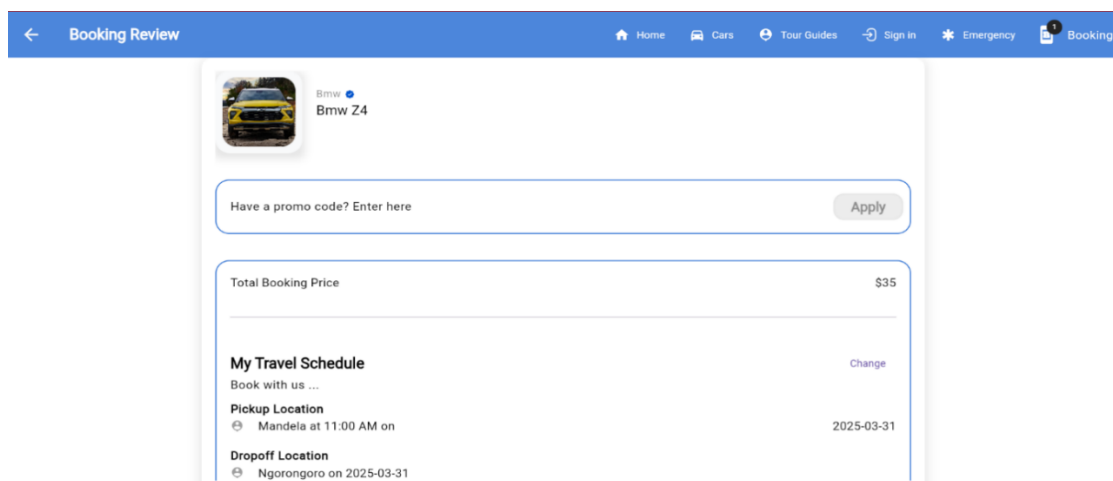 Booking Review
Home
Cars
Tour Guides
Sign in
Emergency
1
Booking
Bmw
Bmw Z4
Have a promo code? Enter here
Apply
Total Booking Price
$35
My Travel Schedule
Change
Book with us ...
Pickup Location
Mandela at 11:00 AM on
2025-03-31
Dropoff Location
Ngorongoro on 2025-03-31